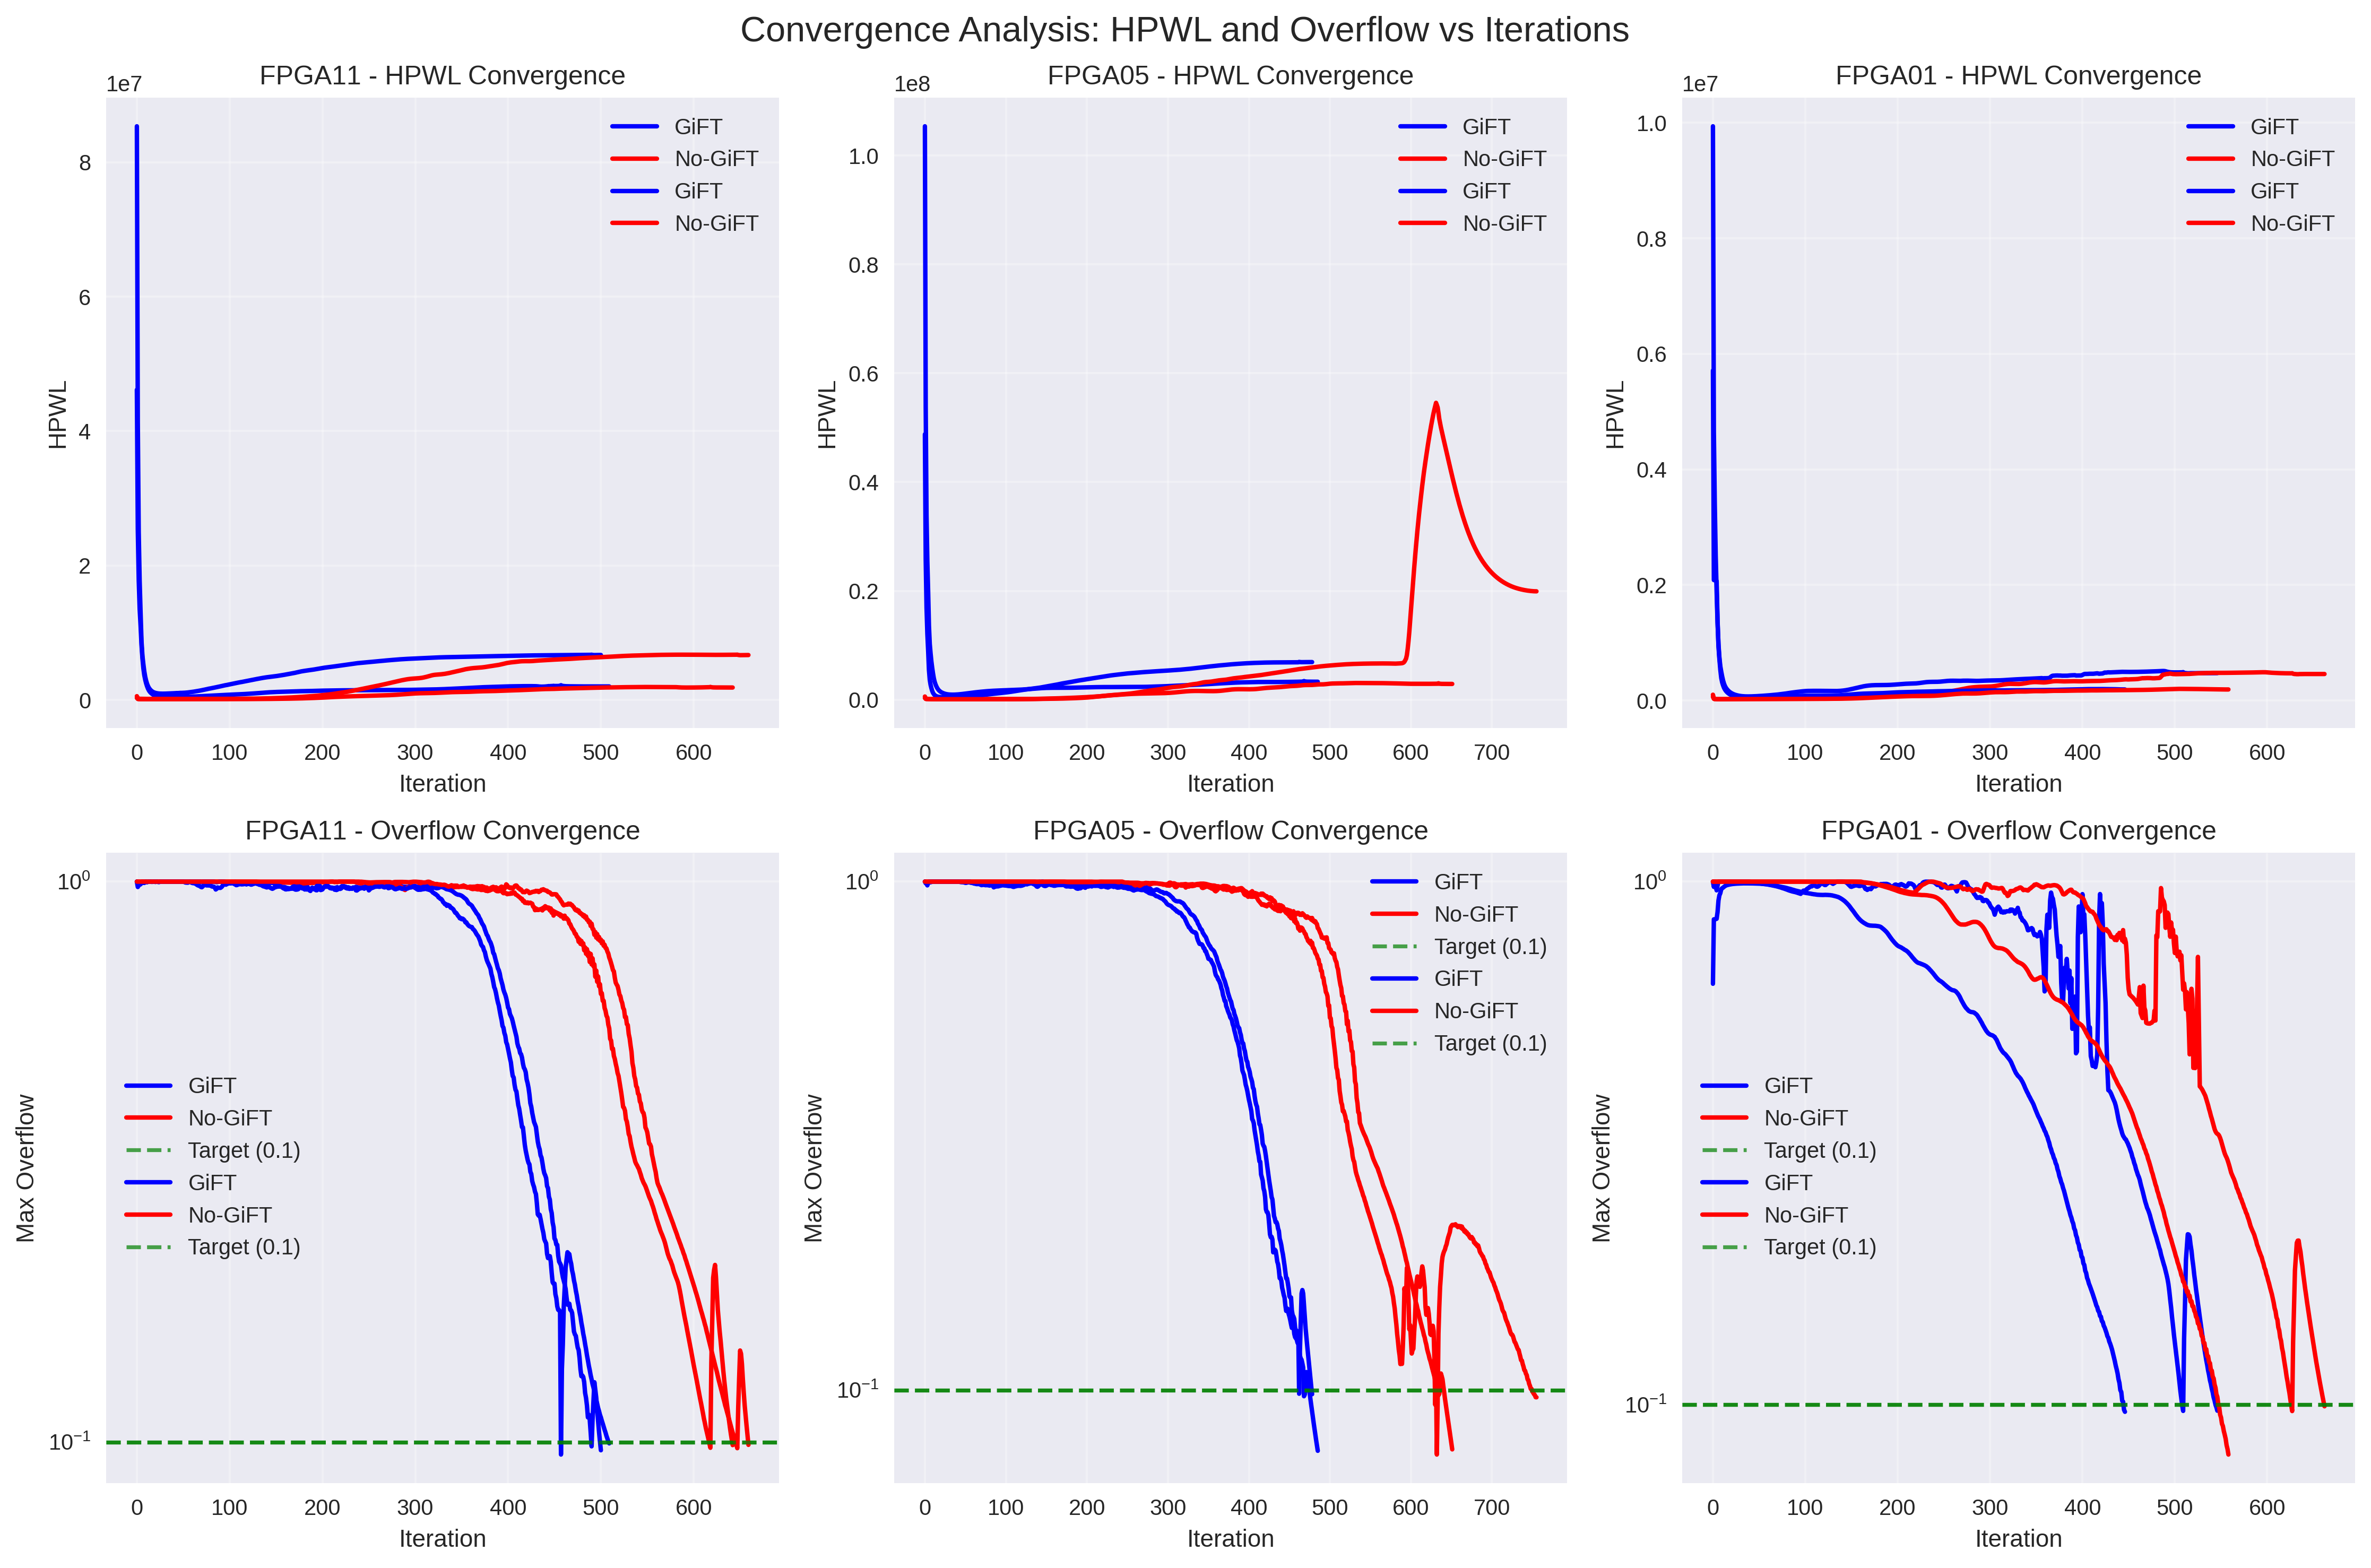 Convergence Analysis: HPWL and Overflow vs Iterations
FPGA11 - HPWL Convergence
1e7
8
6
4
2
0
HPWL
0 100 200 300 400 500 600
Iteration
GiFT
No-GiFT
GiFT
No-GiFT
FPGA05 - HPWL Convergence
1e8
1.0
0.8
0.6
0.4
0.2
0.0
HPWL
0 100 200 300 400 500 600 700
Iteration
GiFT
No-GiFT
GiFT
No-GiFT
FPGA01 - HPWL Convergence
1e7
1.0
0.8
0.6
0.4
0.2
0.0
HPWL
0 100 200 300 400 500 600
Iteration
GiFT
No-GiFT
GiFT
No-GiFT
FPGA11 - Overflow Convergence
10⁰
10⁻¹
Max Overflow
0 100 200 300 400 500 600
Iteration
GiFT
No-GiFT
Target (0.1)
GiFT
No-GiFT
Target (0.1)
FPGA05 - Overflow Convergence
10⁰
10⁻¹
Max Overflow
0 100 200 300 400 500 600 700
Iteration
GiFT
No-GiFT
Target (0.1)
GiFT
No-GiFT
Target (0.1)
FPGA01 - Overflow Convergence
10⁰
10⁻¹
Max Overflow
0 100 200 300 400 500 600
Iteration
GiFT
No-GiFT
Target (0.1)
GiFT
No-GiFT
Target (0.1)